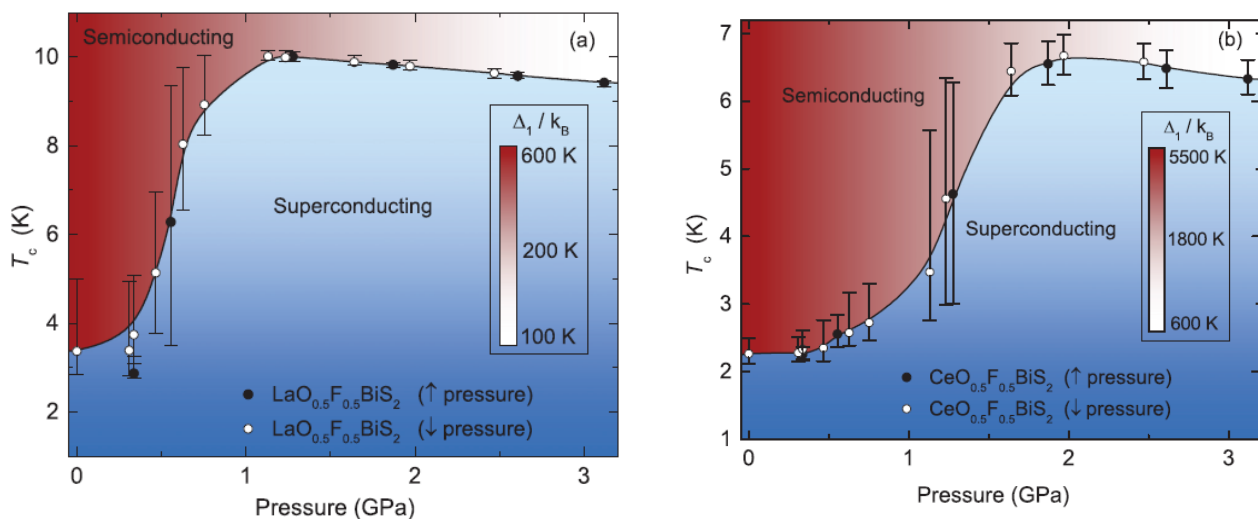 (a)
Semiconducting
Superconducting
Δ₁ / k_B
600 K
200 K
100 K
LaO₀.₅F₀.₅BiS₂ (↑ pressure)
LaO₀.₅F₀.₅BiS₂ (↓ pressure)
T_c (K)
10
8
6
4
2
0
1
2
3
Pressure (GPa)
(b)
Semiconducting
Superconducting
Δ₁ / k_B
5500 K
1800 K
600 K
CeO₀.₅F₀.₅BiS₂ (↑ pressure)
CeO₀.₅F₀.₅BiS₂ (↓ pressure)
T_c (K)
7
6
5
4
3
2
1
0
1
2
3
Pressure (GPa)